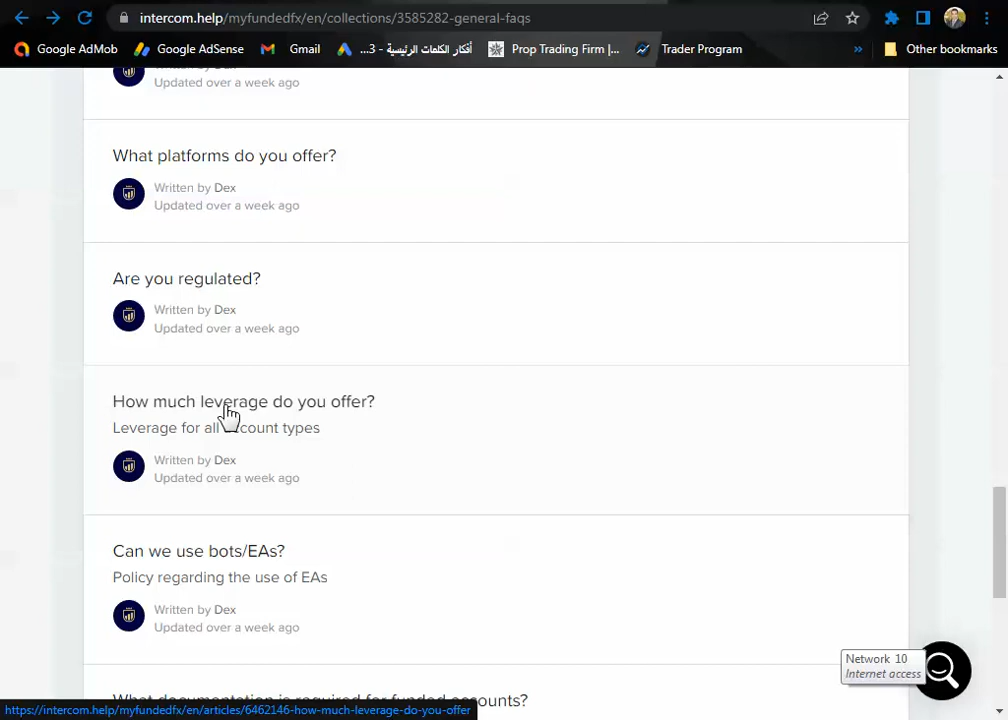 intercom.help/myfundedfx/en/collections/3585282-general-faqs
Google AdMob
Google AdSense
Gmail
3... - أفكار الكلمات الرئيسية
Prop Trading Firm |...
Trader Program
»
Other bookmarks
Updated over a week ago
What platforms do you offer?
Written by Dex
Updated over a week ago
Are you regulated?
Written by Dex
Updated over a week ago
How much leverage do you offer?
Leverage for all account types
Written by Dex
Updated over a week ago
Can we use bots/EAs?
Policy regarding the use of EAs
Written by Dex
Updated over a week ago
Network 10
Internet access
What documentation is required for funded accounts?
https://intercom.help/myfundedfx/en/articles/6462146-how-much-leverage-do-you-offer